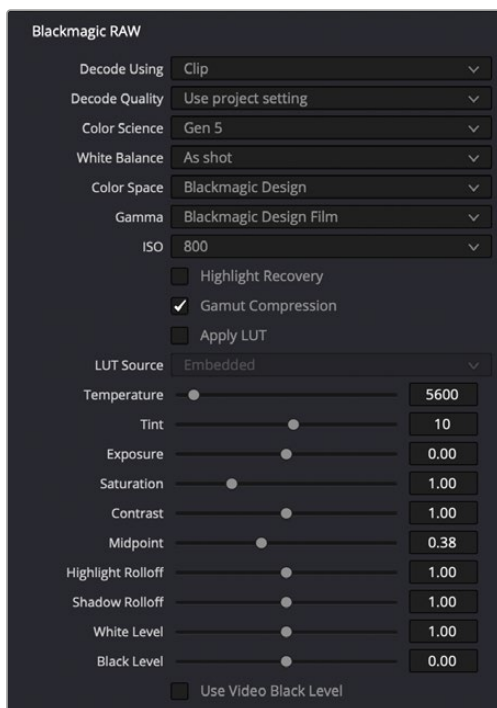 Blackmagic RAW
Decode Using Clip
Decode Quality Use project setting
Color Science Gen 5
White Balance As shot
Color Space Blackmagic Design
Gamma Blackmagic Design Film
ISO 800
Highlight Recovery
Gamut Compression
Apply LUT
LUT Source Embedded
Temperature 5600
Tint 10
Exposure 0.00
Saturation 1.00
Contrast 1.00
Midpoint 0.38
Highlight Rolloff 1.00
Shadow Rolloff 1.00
White Level 1.00
Black Level 0.00
Use Video Black Level